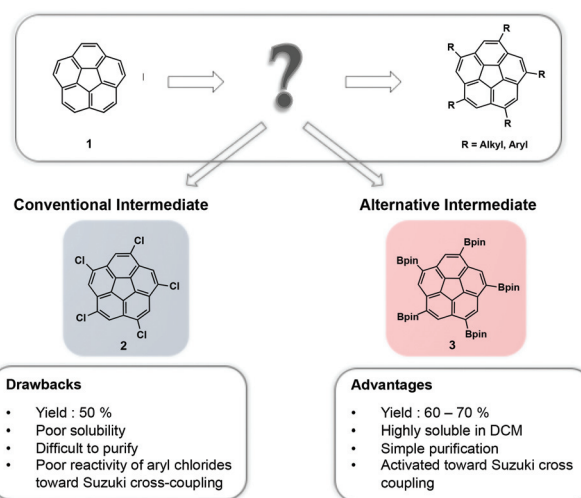 R
R
R
R
R
1
R = Alkyl, Aryl
?
Conventional Intermediate
Alternative Intermediate
Cl
Cl
Cl
Cl
Cl
2
Bpin
Bpin
Bpin
Bpin
Bpin
3
Drawbacks
• Yield : 50 %
• Poor solubility
• Difficult to purify
• Poor reactivity of aryl chlorides
toward Suzuki cross-coupling
Advantages
• Yield : 60 – 70 %
• Highly soluble in DCM
• Simple purification
• Activated toward Suzuki cross
coupling